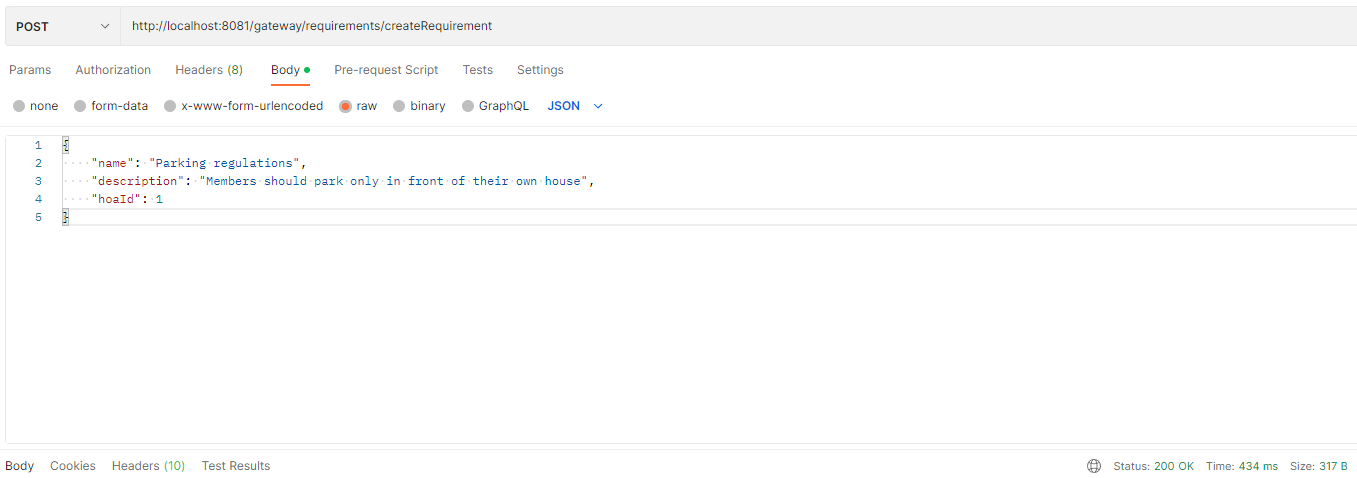 POST http://localhost:8081/gateway/requirements/createRequirement
Params Authorization Headers (8) Body Pre-request Script Tests Settings
none form-data x-www-form-urlencoded raw binary GraphQL JSON
1 {
2 "name": "Parking regulations",
3 "description": "Members should park only in front of their own house",
4 "hoaId": 1
5 }
Body Cookies Headers (10) Test Results Status: 200 OK Time: 434 ms Size: 317 B